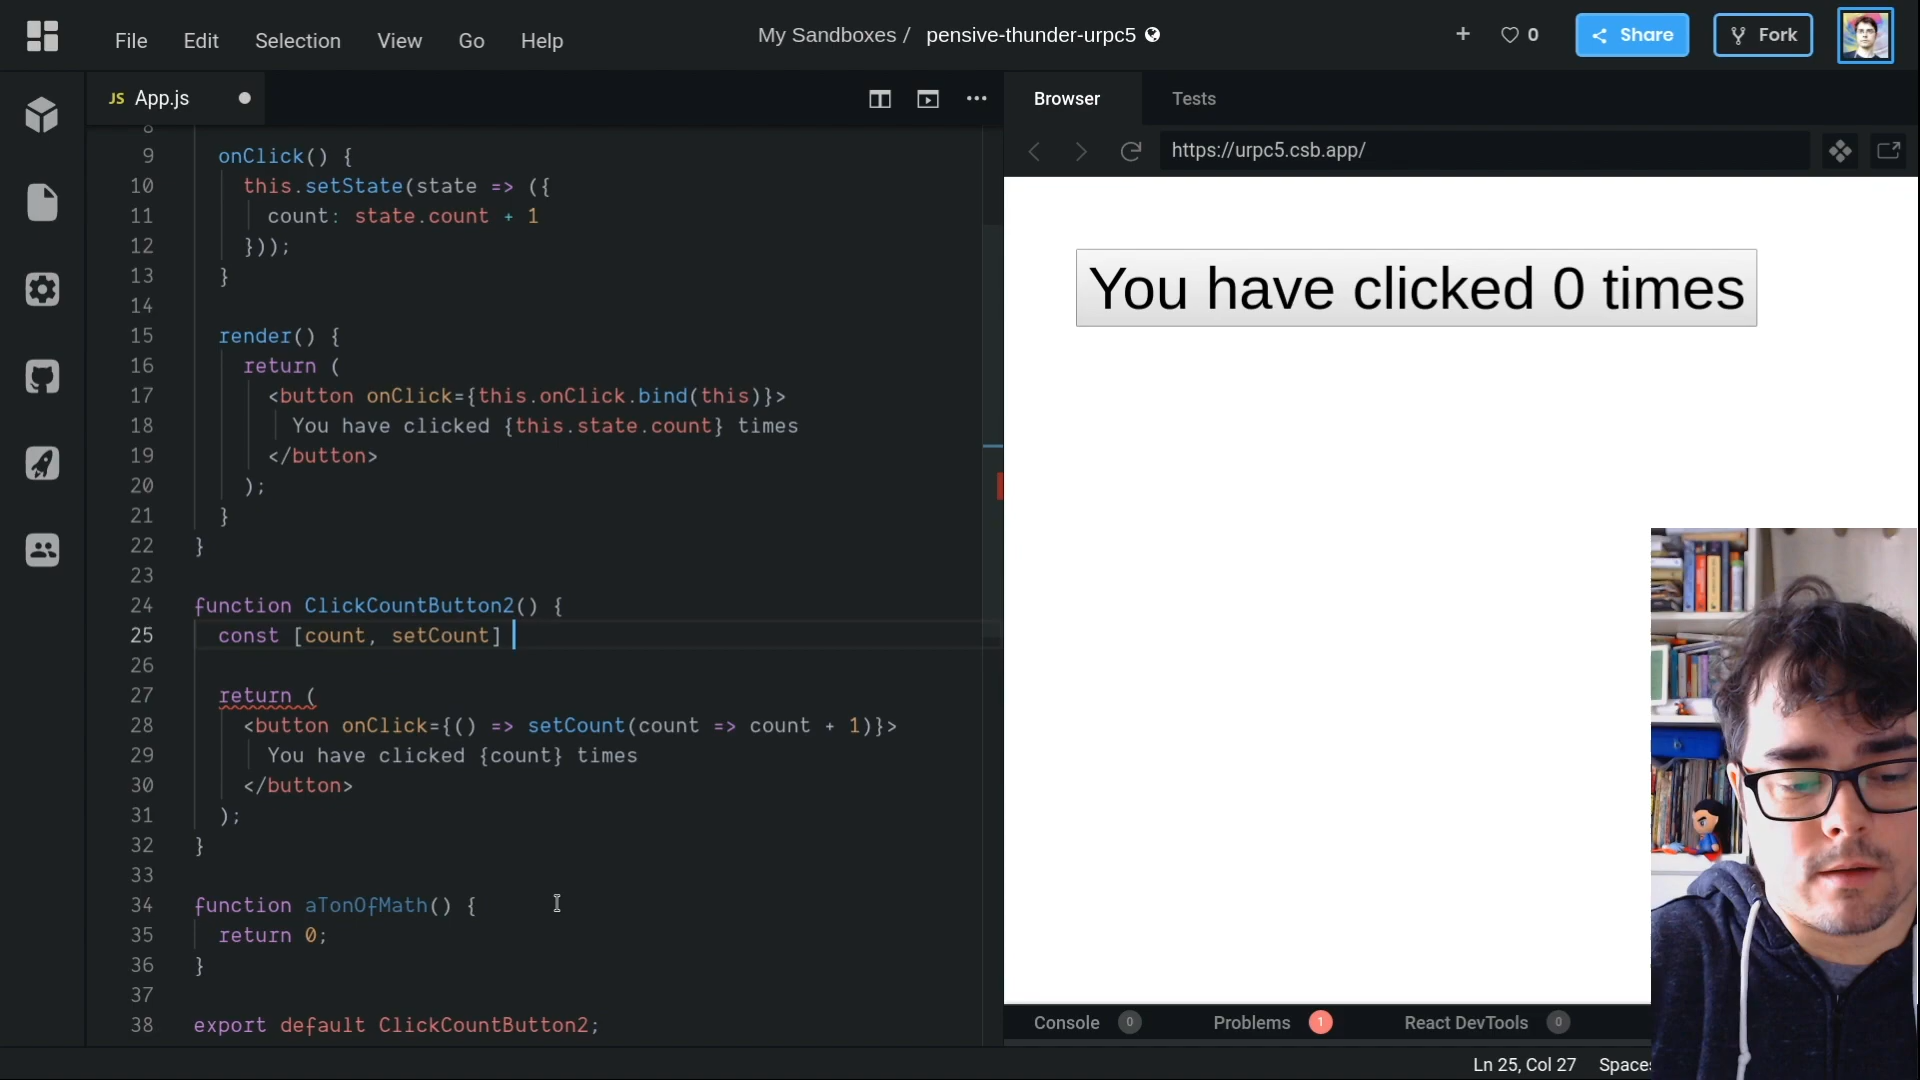 File Edit Selection View Go Help
My Sandboxes / pensive-thunder-urpc5
0 Share Fork
JS App.js
Browser Tests
https://urpc5.csb.app/
8
9 onClick() {
10 this.setState(state => ({
11 count: state.count + 1
12 }));
13 }
14
15 render() {
16 return (
17 <button onClick={this.onClick.bind(this)}>
18 You have clicked {this.state.count} times
19 </button>
20 );
21 }
22 }
23
24 function ClickCountButton2() {
25 const [count, setCount]
26
27 return (
28 <button onClick={() => setCount(count => count + 1)}>
29 You have clicked {count} times
30 </button>
31 );
32 }
33
34 function aTonOfMath() {
35 return 0;
36 }
37
38 export default ClickCountButton2;
You have clicked 0 times
Console 0 Problems 1 React DevTools 0
Ln 25, Col 27